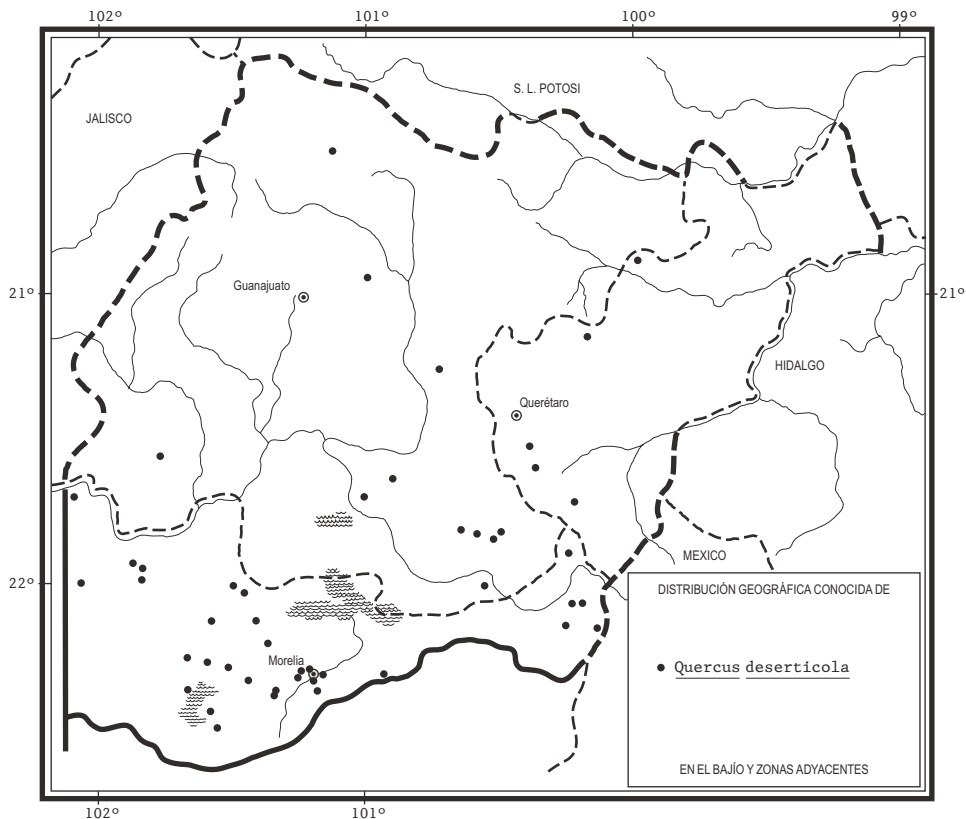 102º 101º 100º 99º
S. L. POTOSI
JALISCO
Guanajuato
21º 21º
HIDALGO
Querétaro
MEXICO
22º
DISTRIBUCIÓN GEOGRÁFICA CONOCIDA DE
Morelia
Quercus deserticola
EN EL BAJÍO Y ZONAS ADYACENTES
102º 101º